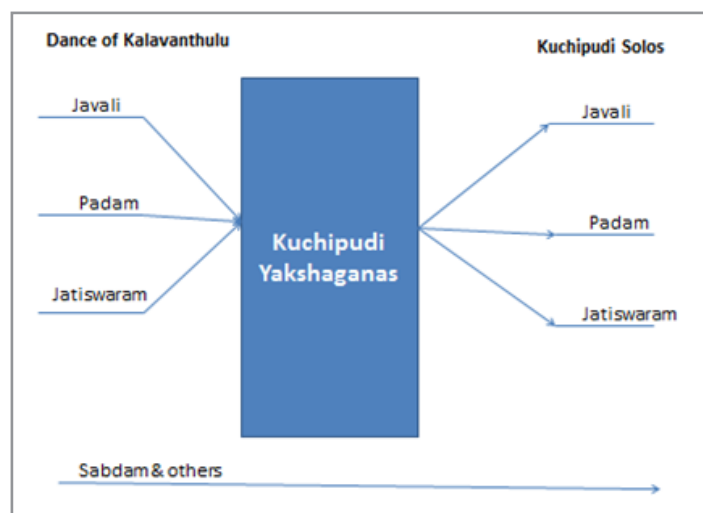 Dance of Kalavanthulu
Kuchipudi Solos
Javali
Padam
Jatiswaram
Kuchipudi
Yakshaganas
Javali
Padam
Jatiswaram
Sabdam & others